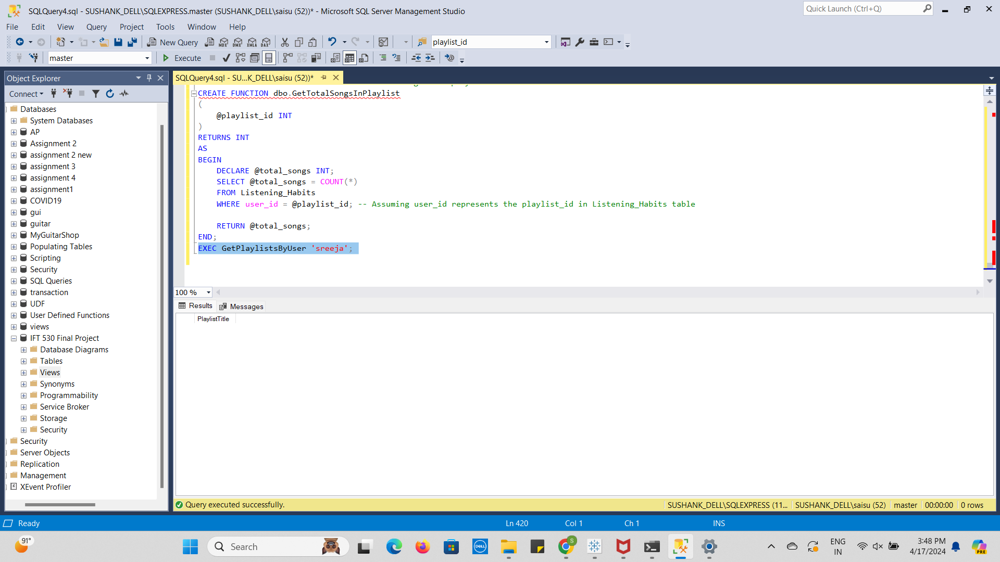 SQLQuery4.sql - SUSHANK_DELL\SQLEXPRESS.master (SUSHANK_DELL\saisu (52))* - Microsoft SQL Server Management Studio
Quick Launch (Ctrl+Q)
File Edit View Query Project Tools Window Help
New Query MDX DMX XMLA DAX playlist_id
master Execute
Object Explorer
Connect
Databases
System Databases
AP
Assignment 2
assignment 2 new
assignment 3
assignment 4
assignment1
COVID19
gui
guitar
MyGuitarShop
Populating Tables
Scripting
Security
SQL Queries
transaction
UDF
User Defined Functions
views
IFT 530 Final Project
Database Diagrams
Tables
Views
Synonyms
Programmability
Service Broker
Storage
Security
Security
Server Objects
Replication
Management
XEvent Profiler
SQLQuery4.sql - SU...K_DELL\saisu (52))*
CREATE FUNCTION dbo.GetTotalSongsInPlaylist
(
@playlist_id INT
)
RETURNS INT
AS
BEGIN
DECLARE @total_songs INT;
SELECT @total_songs = COUNT(*)
FROM Listening_Habits
WHERE user_id = @playlist_id; -- Assuming user_id represents the playlist_id in Listening_Habits table
RETURN @total_songs;
END;
EXEC GetPlaylistsByUser 'sreeja';
100 %
Results Messages
PlaylistTitle
Query executed successfully.
SUSHANK_DELL\SQLEXPRESS (11... SUSHANK_DELL\saisu (52) master 00:00:00 0 rows
Ready Ln 420 Col 1 Ch 1 INS
91°
Search
DELL
S
ENG
IN
3:48 PM
4/17/2024
PRE